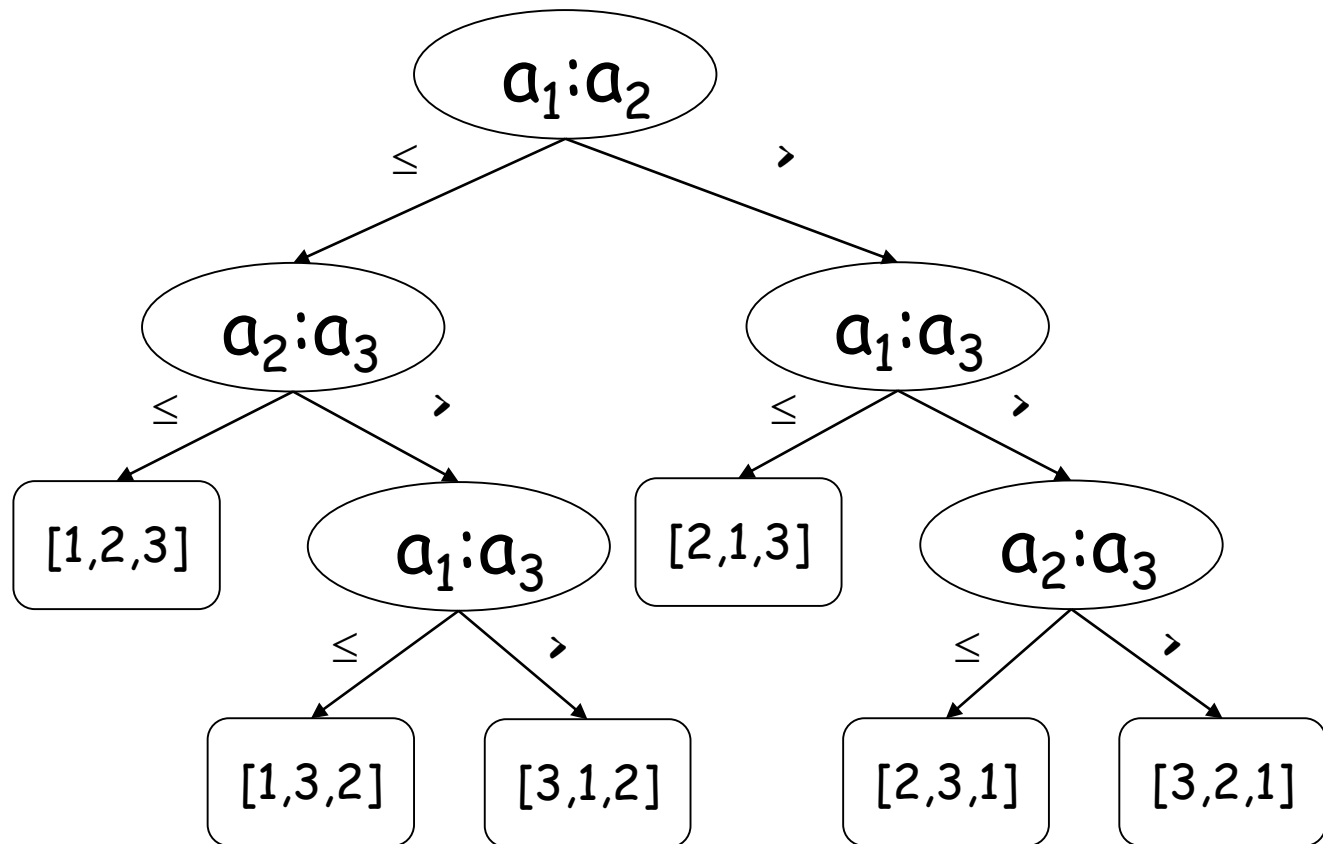 a₁:a₂
≤ >
a₂:a₃ a₁:a₃
≤ > ≤ >
[1,2,3] a₁:a₃ [2,1,3] a₂:a₃
≤ > ≤ >
[1,3,2] [3,1,2] [2,3,1] [3,2,1]